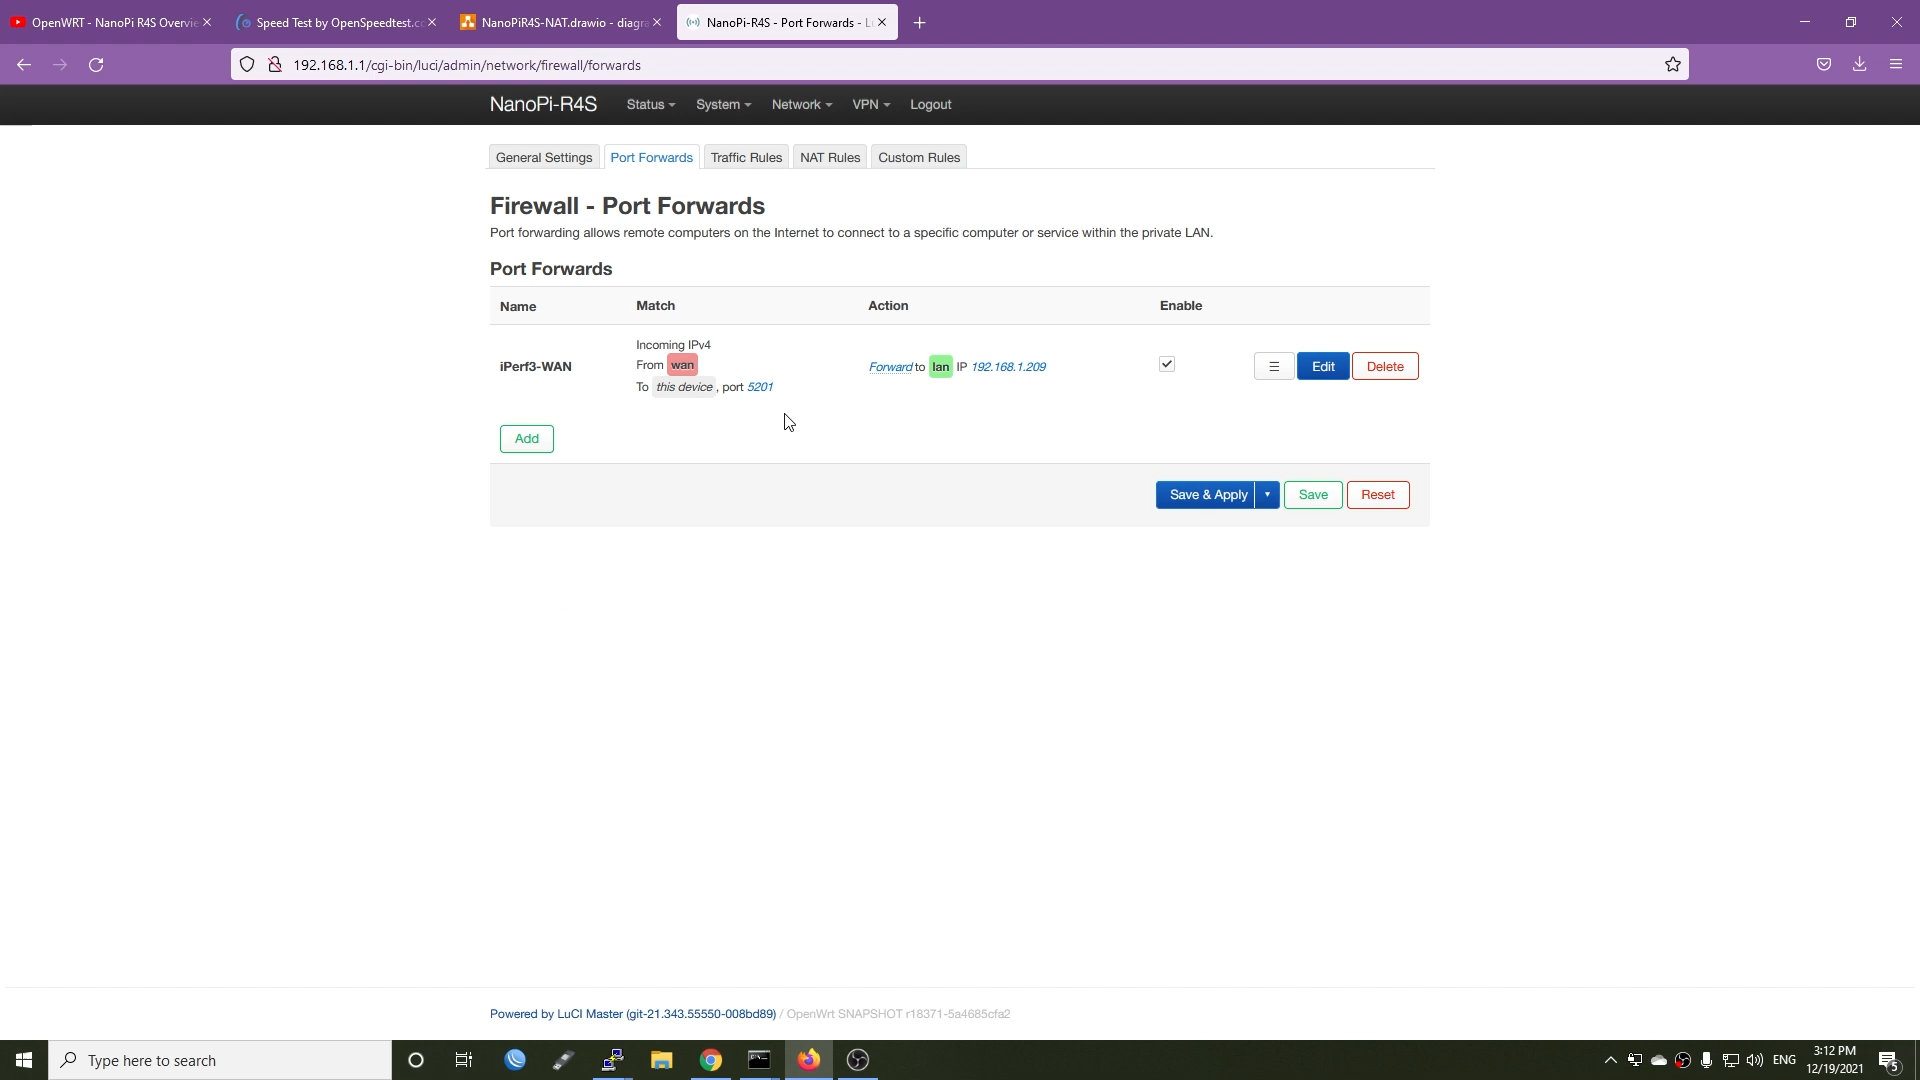 OpenWRT - NanoPi R4S Overvie
Speed Test by OpenSpeedtest.co
NanoPiR4S-NAT.drawio - diagra
NanoPi-R4S - Port Forwards - L
192.168.1.1/cgi-bin/luci/admin/network/firewall/forwards
NanoPi-R4S Status System Network VPN Logout
General Settings Port Forwards Traffic Rules NAT Rules Custom Rules
Firewall - Port Forwards
Port forwarding allows remote computers on the Internet to connect to a specific computer or service within the private LAN.
Port Forwards
Name Match Action Enable
Incoming IPv4
From wan
To this device, port 5201
iPerf3-WAN
Forward to lan IP 192.168.1.209
Edit Delete
Add
Save & Apply Save Reset
Powered by LuCI Master (git-21.343.55550-008bd89) / OpenWrt SNAPSHOT r18371-5a4685cfa2
Type here to search
ENG
3:12 PM
12/19/2021
5